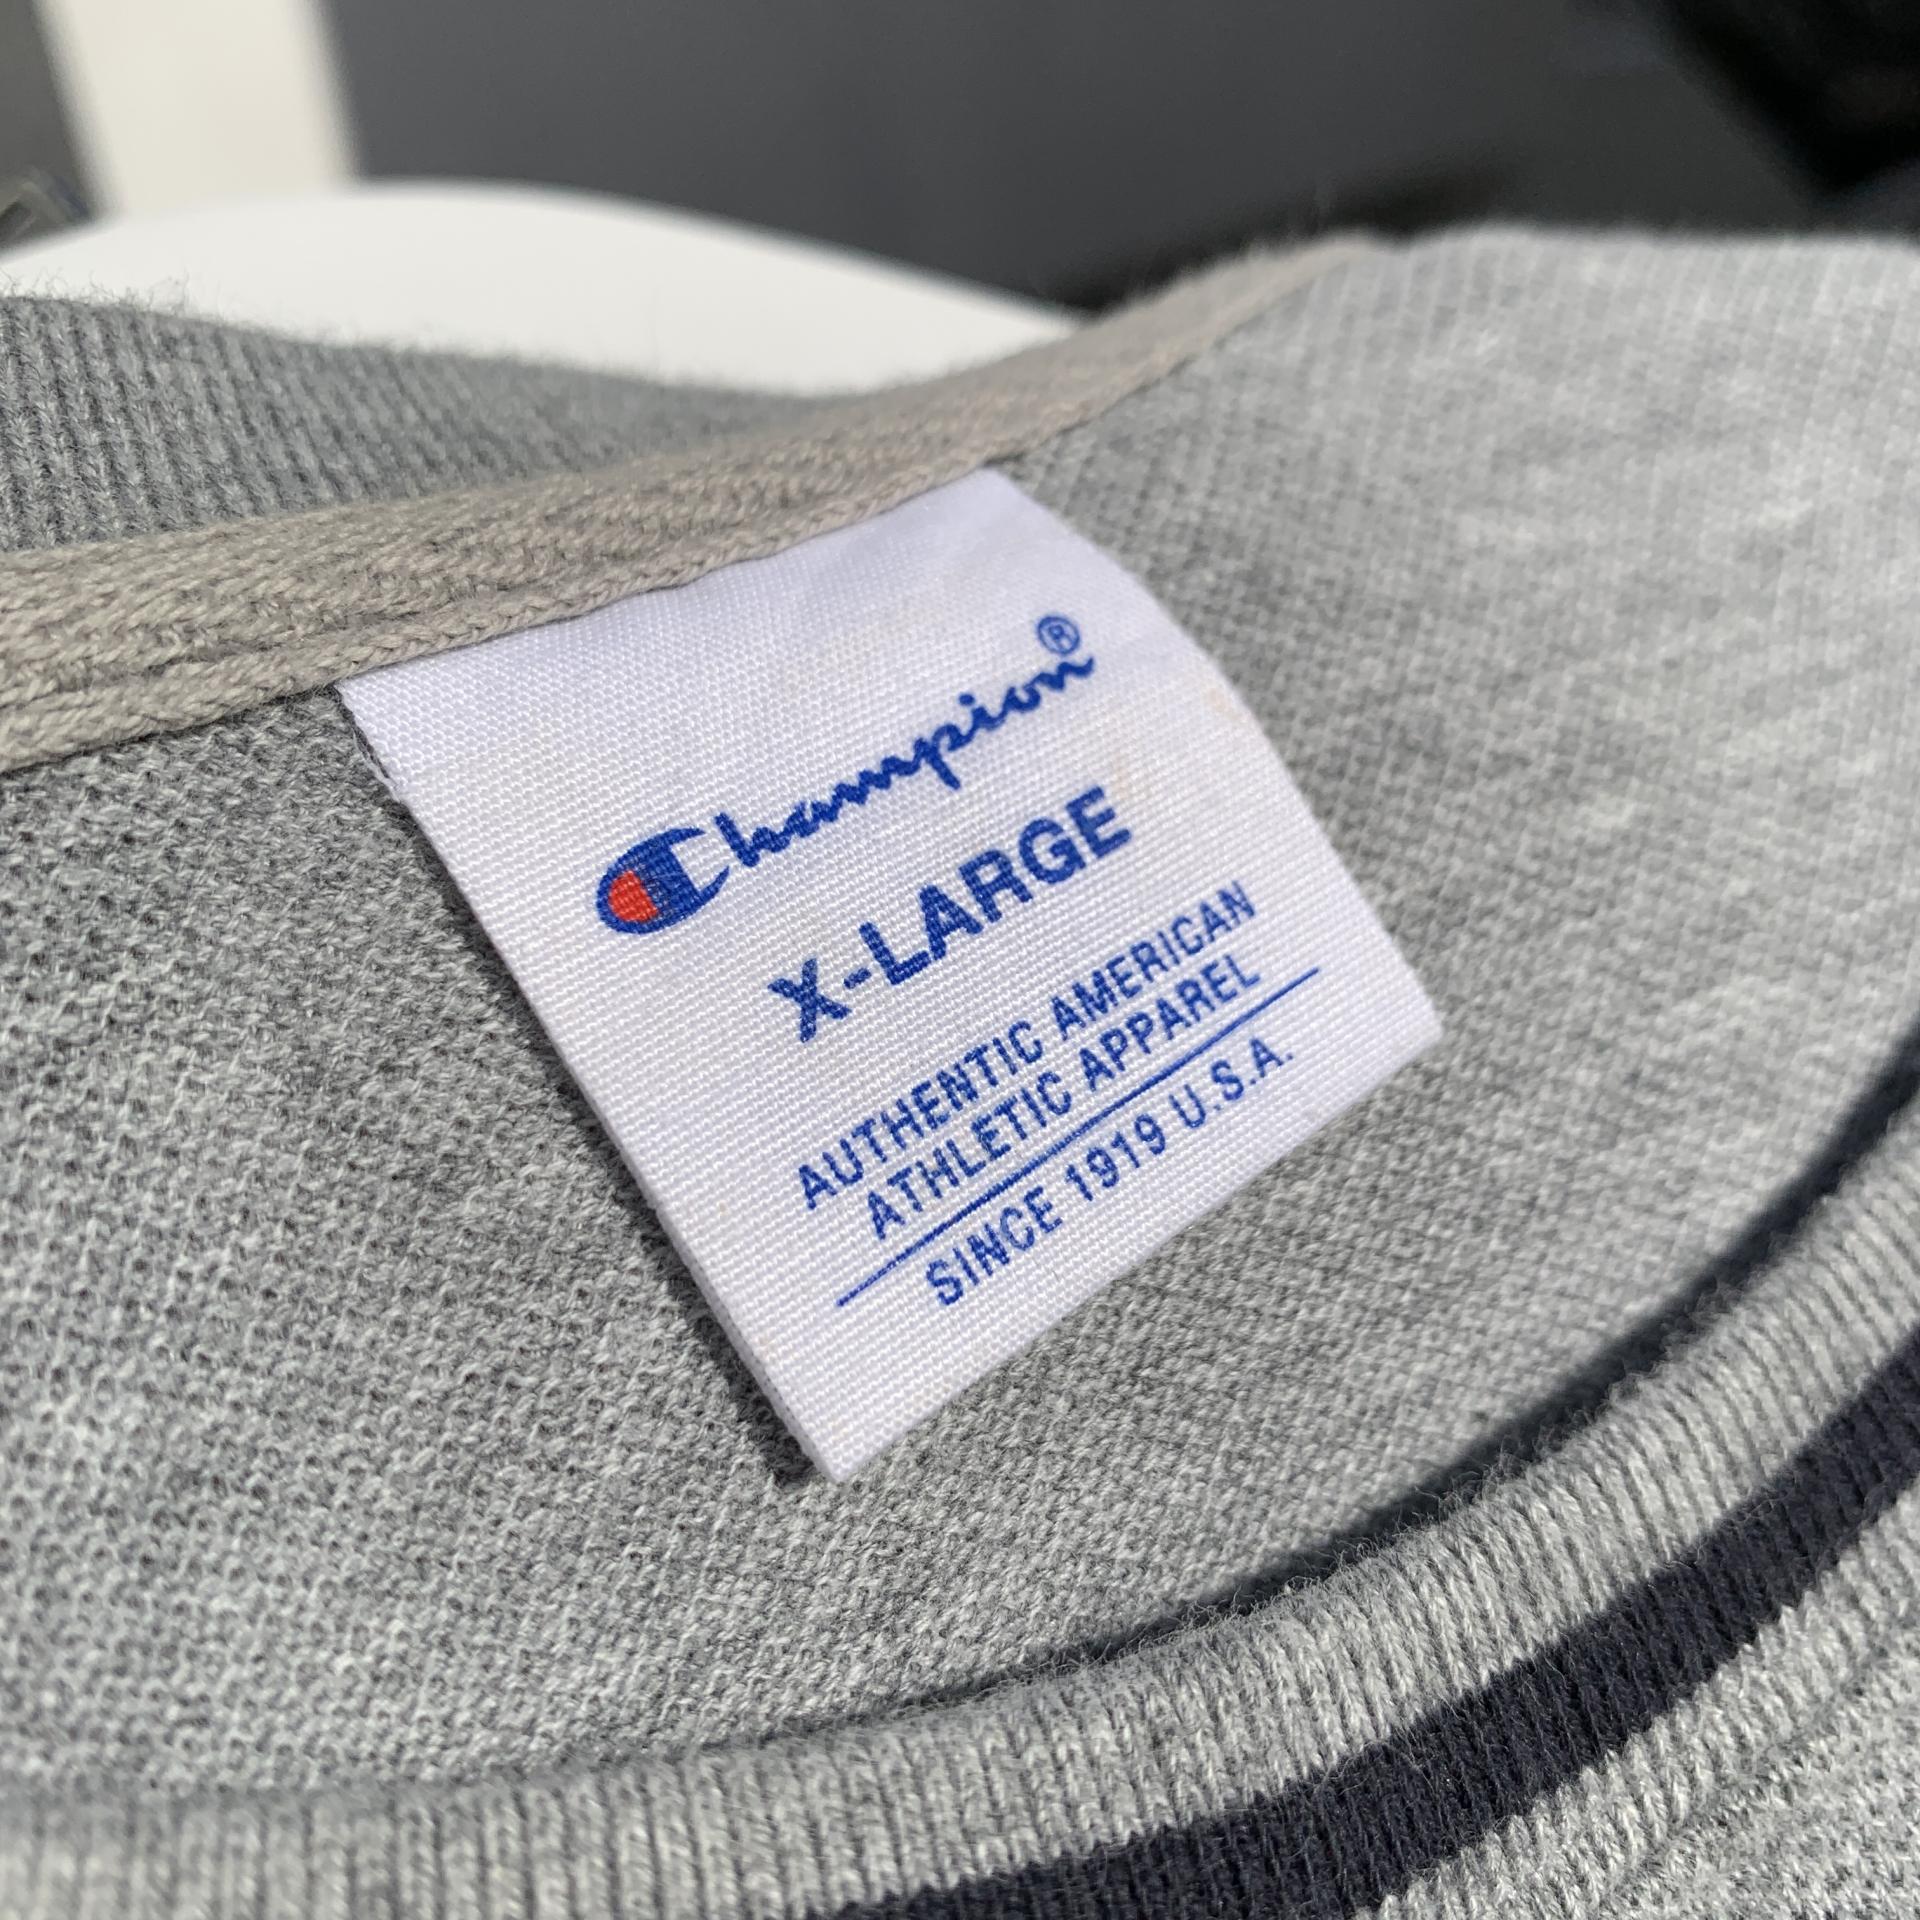 Champion®
X-LARGE
AUTHENTIC AMERICAN
ATHLETIC APPAREL
SINCE 1919 U.S.A.